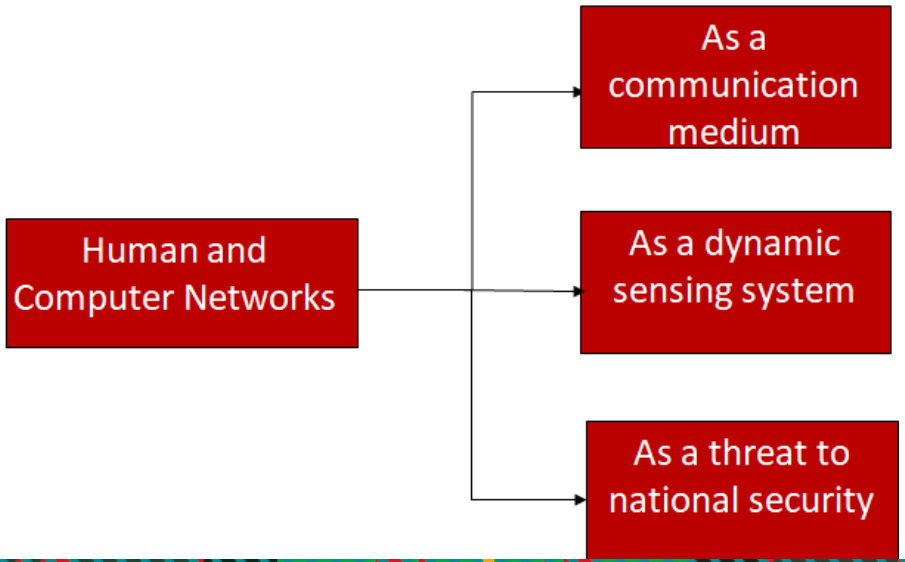 As a
communication
medium
Human and
Computer Networks
As a dynamic
sensing system
As a threat to
national security